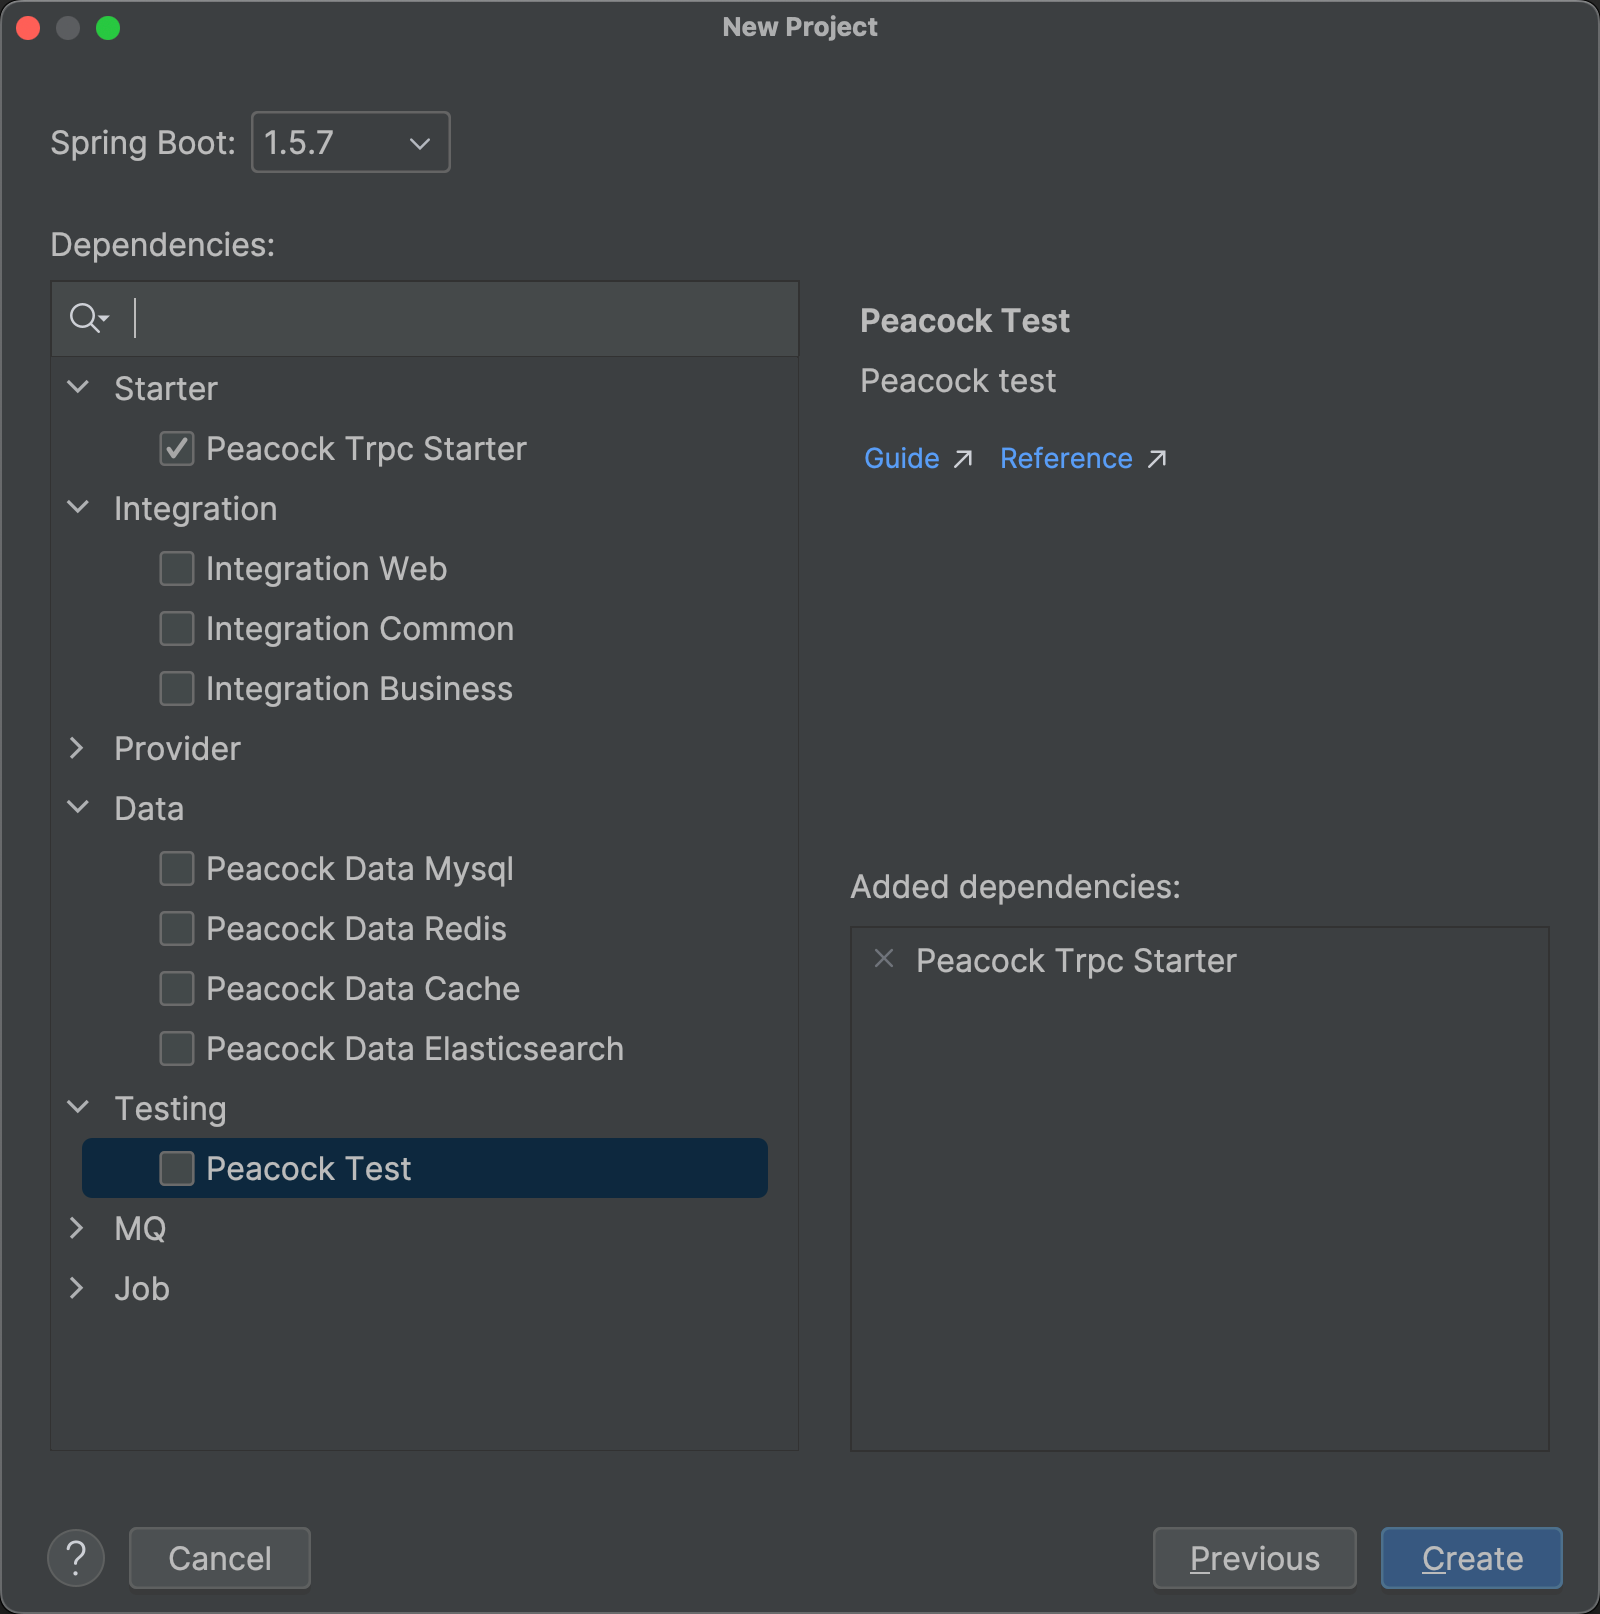 New Project
Spring Boot: 1.5.7
Dependencies:
Starter
Peacock Trpc Starter
Integration
Integration Web
Integration Common
Integration Business
Provider
Data
Peacock Data Mysql
Peacock Data Redis
Peacock Data Cache
Peacock Data Elasticsearch
Testing
Peacock Test
MQ
Job
Peacock Test
Peacock test
Guide Reference
Added dependencies:
Peacock Trpc Starter
? Cancel Previous Create